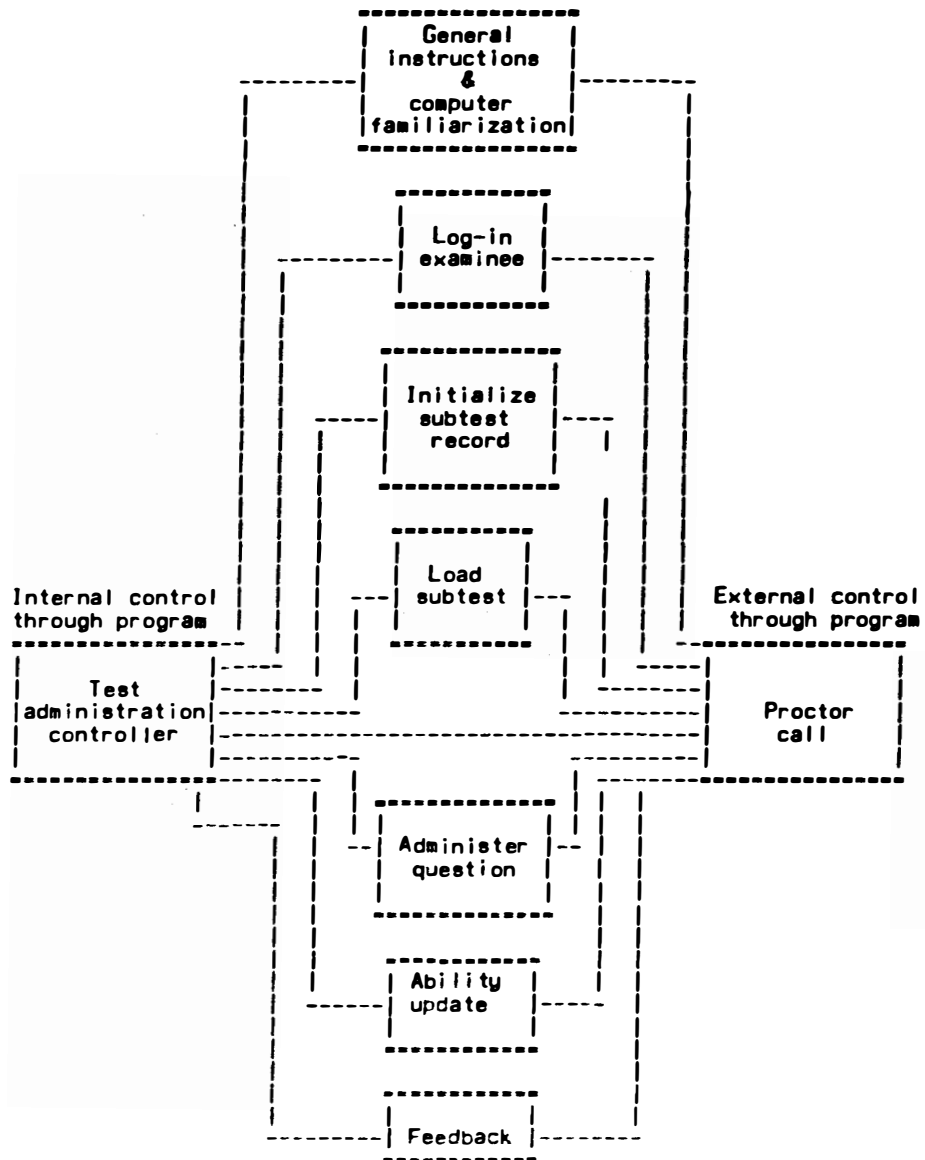 General
instructions
&
computer
familiarization
Log-in
examinee
Initialize
subtest
record
Load
subtest
Internal control
through program
External control
through program
Test
administration
controller
Proctor
call
Administer
question
Ability
update
Feedback